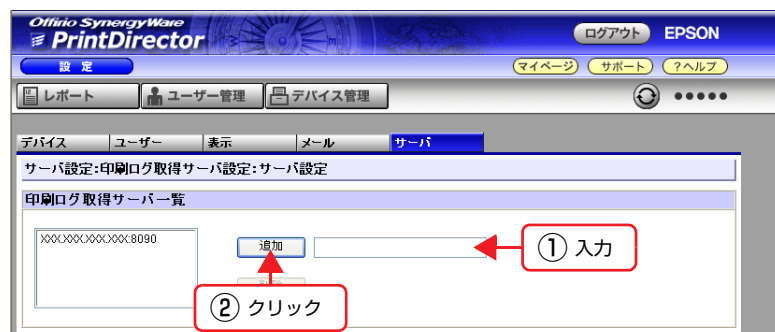 Offirio SynergyWare
PrintDirector
ログアウト EPSON
設 定
マイページ サポート ?ヘルプ
レポート ユーザー管理 デバイス管理
デバイス ユーザー 表示 メール サーバ
サーバ設定:印刷ログ取得サーバ設定:サーバ設定
印刷ログ取得サーバ一覧
XXX.XXX.XXX.XXX:8090
追加
① 入力
② クリック